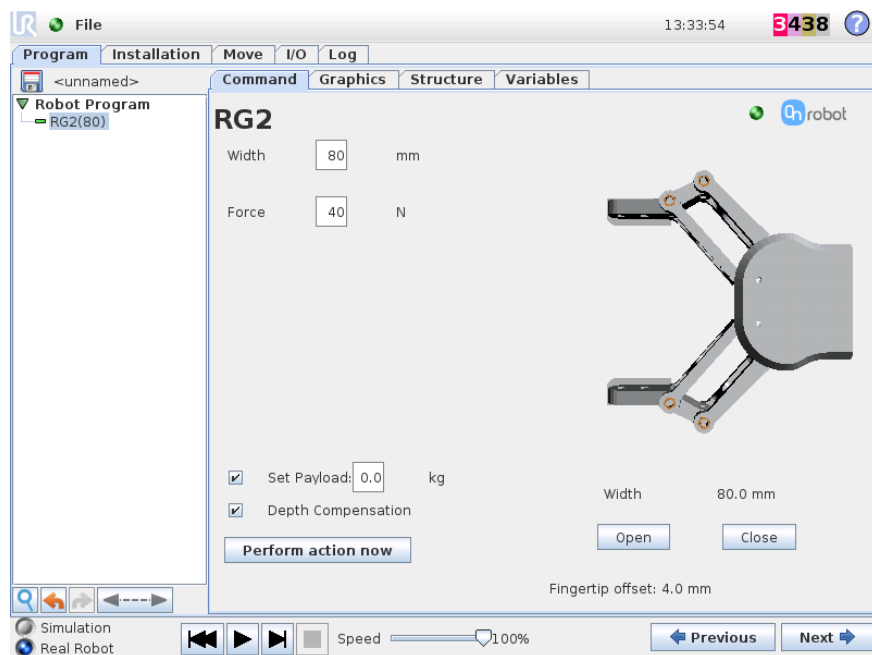 UR File 13:33:54 3438 ?
Program Installation Move I/O Log
<unnamed> Command Graphics Structure Variables
Robot Program
RG2(80)
RG2
On robot
Width 80 mm
Force 40 N
Set Payload: 0.0 kg
Depth Compensation
Perform action now
Width 80.0 mm
Open Close
Fingertip offset: 4.0 mm
Simulation
Real Robot
Speed 100%
Previous Next